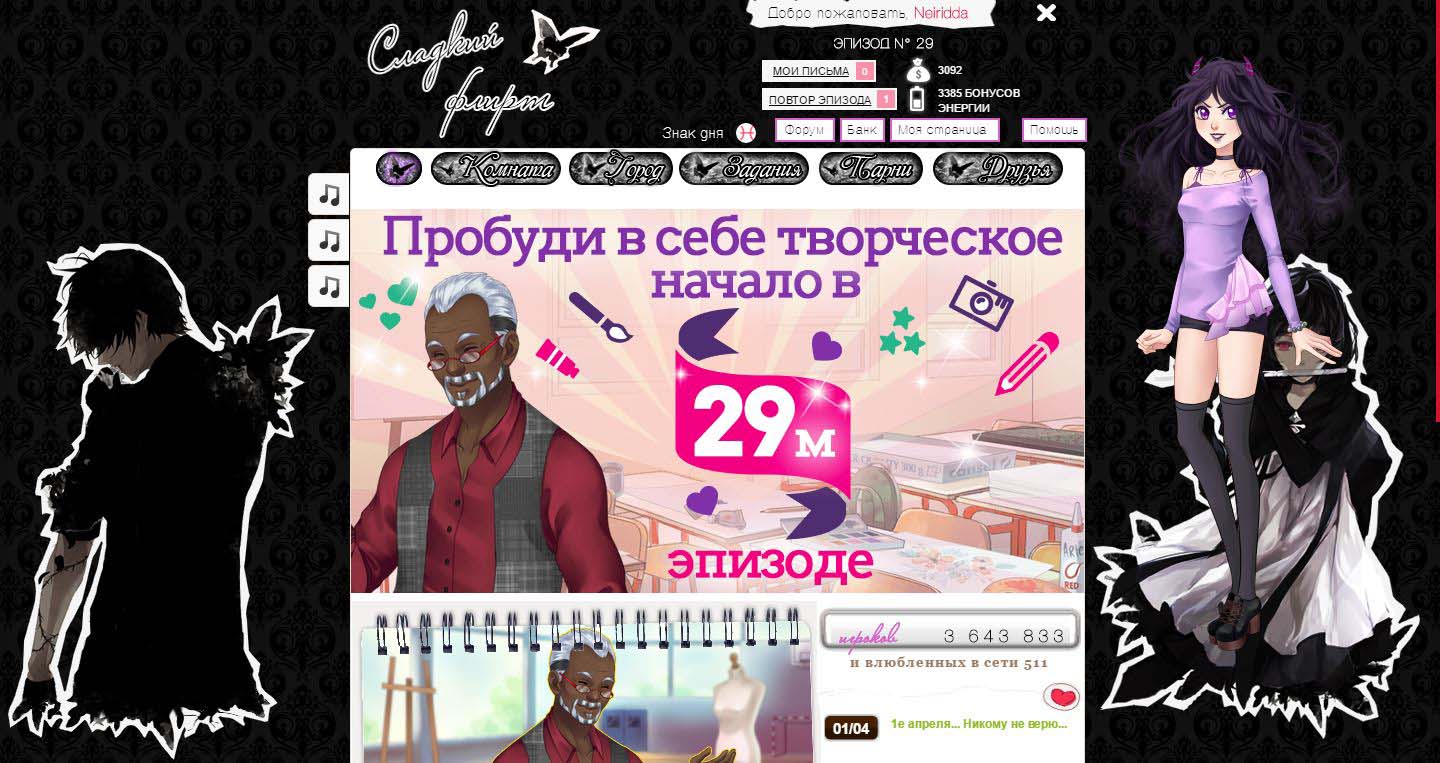 Сладкий
флирт
Добро пожаловать, Neiridda
ЭПИЗОД N° 29
МОИ ПИСЬМА 0
3092
ПОВТОР ЭПИЗОДА 1
3385 БОНУСОВ
ЭНЕРГИИ
Знак дня
Форум
Банк
Моя страница
Помощь
Комната
Город
Задания
Парни
Друзья
Пробуди в себе творческое
начало в
29м
эпизоде
RED
игроков 3 643 833
и влюбленных в сети 511
01/04
1е апреля... Никому не верю...